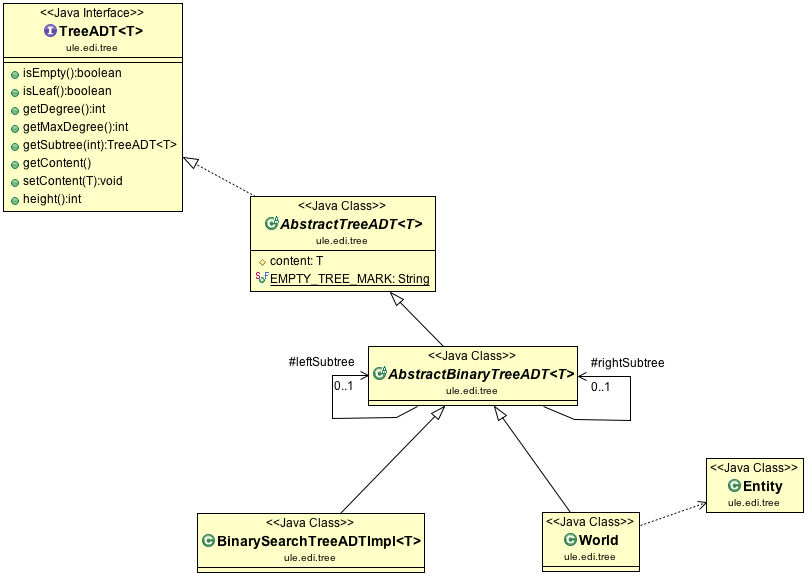 <<Java Interface>>
TreeADT<T>
ule.edi.tree
isEmpty():boolean
isLeaf():boolean
getDegree():int
getMaxDegree():int
getSubtree(int):TreeADT<T>
getContent()
setContent(T):void
height():int
<<Java Class>>
AbstractTreeADT<T>
ule.edi.tree
content: T
EMPTY_TREE_MARK: String
#leftSubtree
0..1
<<Java Class>>
AbstractBinaryTreeADT<T>
ule.edi.tree
#rightSubtree
0..1
<<Java Class>>
Entity
ule.edi.tree
<<Java Class>>
BinarySearchTreeADTImpl<T>
ule.edi.tree
<<Java Class>>
World
ule.edi.tree